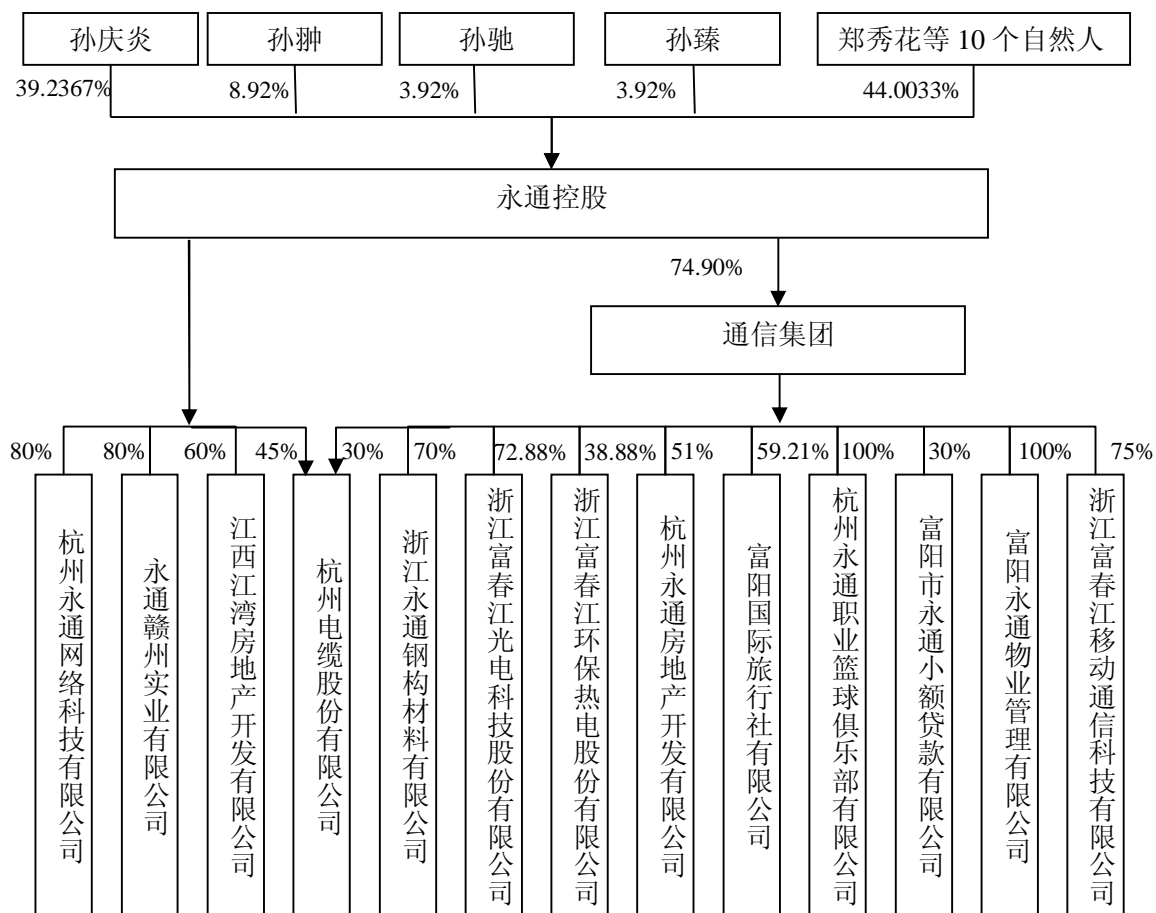 孙庆炎
孙翀
孙驰
孙臻
郑秀花等 10 个自然人
39.2367%
8.92%
3.92%
3.92%
44.0033%
永通控股
74.90%
通信集团
80%
80%
60%
45%
30%
70%
72.88%
38.88%
51%
59.21%
100%
30%
100%
75%
杭州永通网络科技有限公司
永通赣州实业有限公司
江西江湾房地产开发有限公司
杭州电缆股份有限公司
浙江永通钢构材料有限公司
浙江富春江光电科技股份有限公司
浙江富春江环保热电股份有限公司
杭州永通房地产开发有限公司
富阳国际旅行社有限公司
杭州永通职业篮球俱乐部有限公司
富阳市永通小额贷款有限公司
富阳永通物业管理有限公司
浙江富春江移动通信科技有限公司